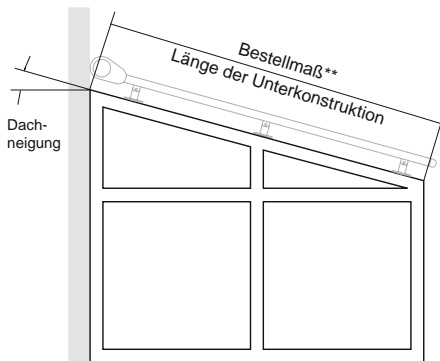 Bestellmaß**
Länge der Unterkonstruktion
Dach-
neigung